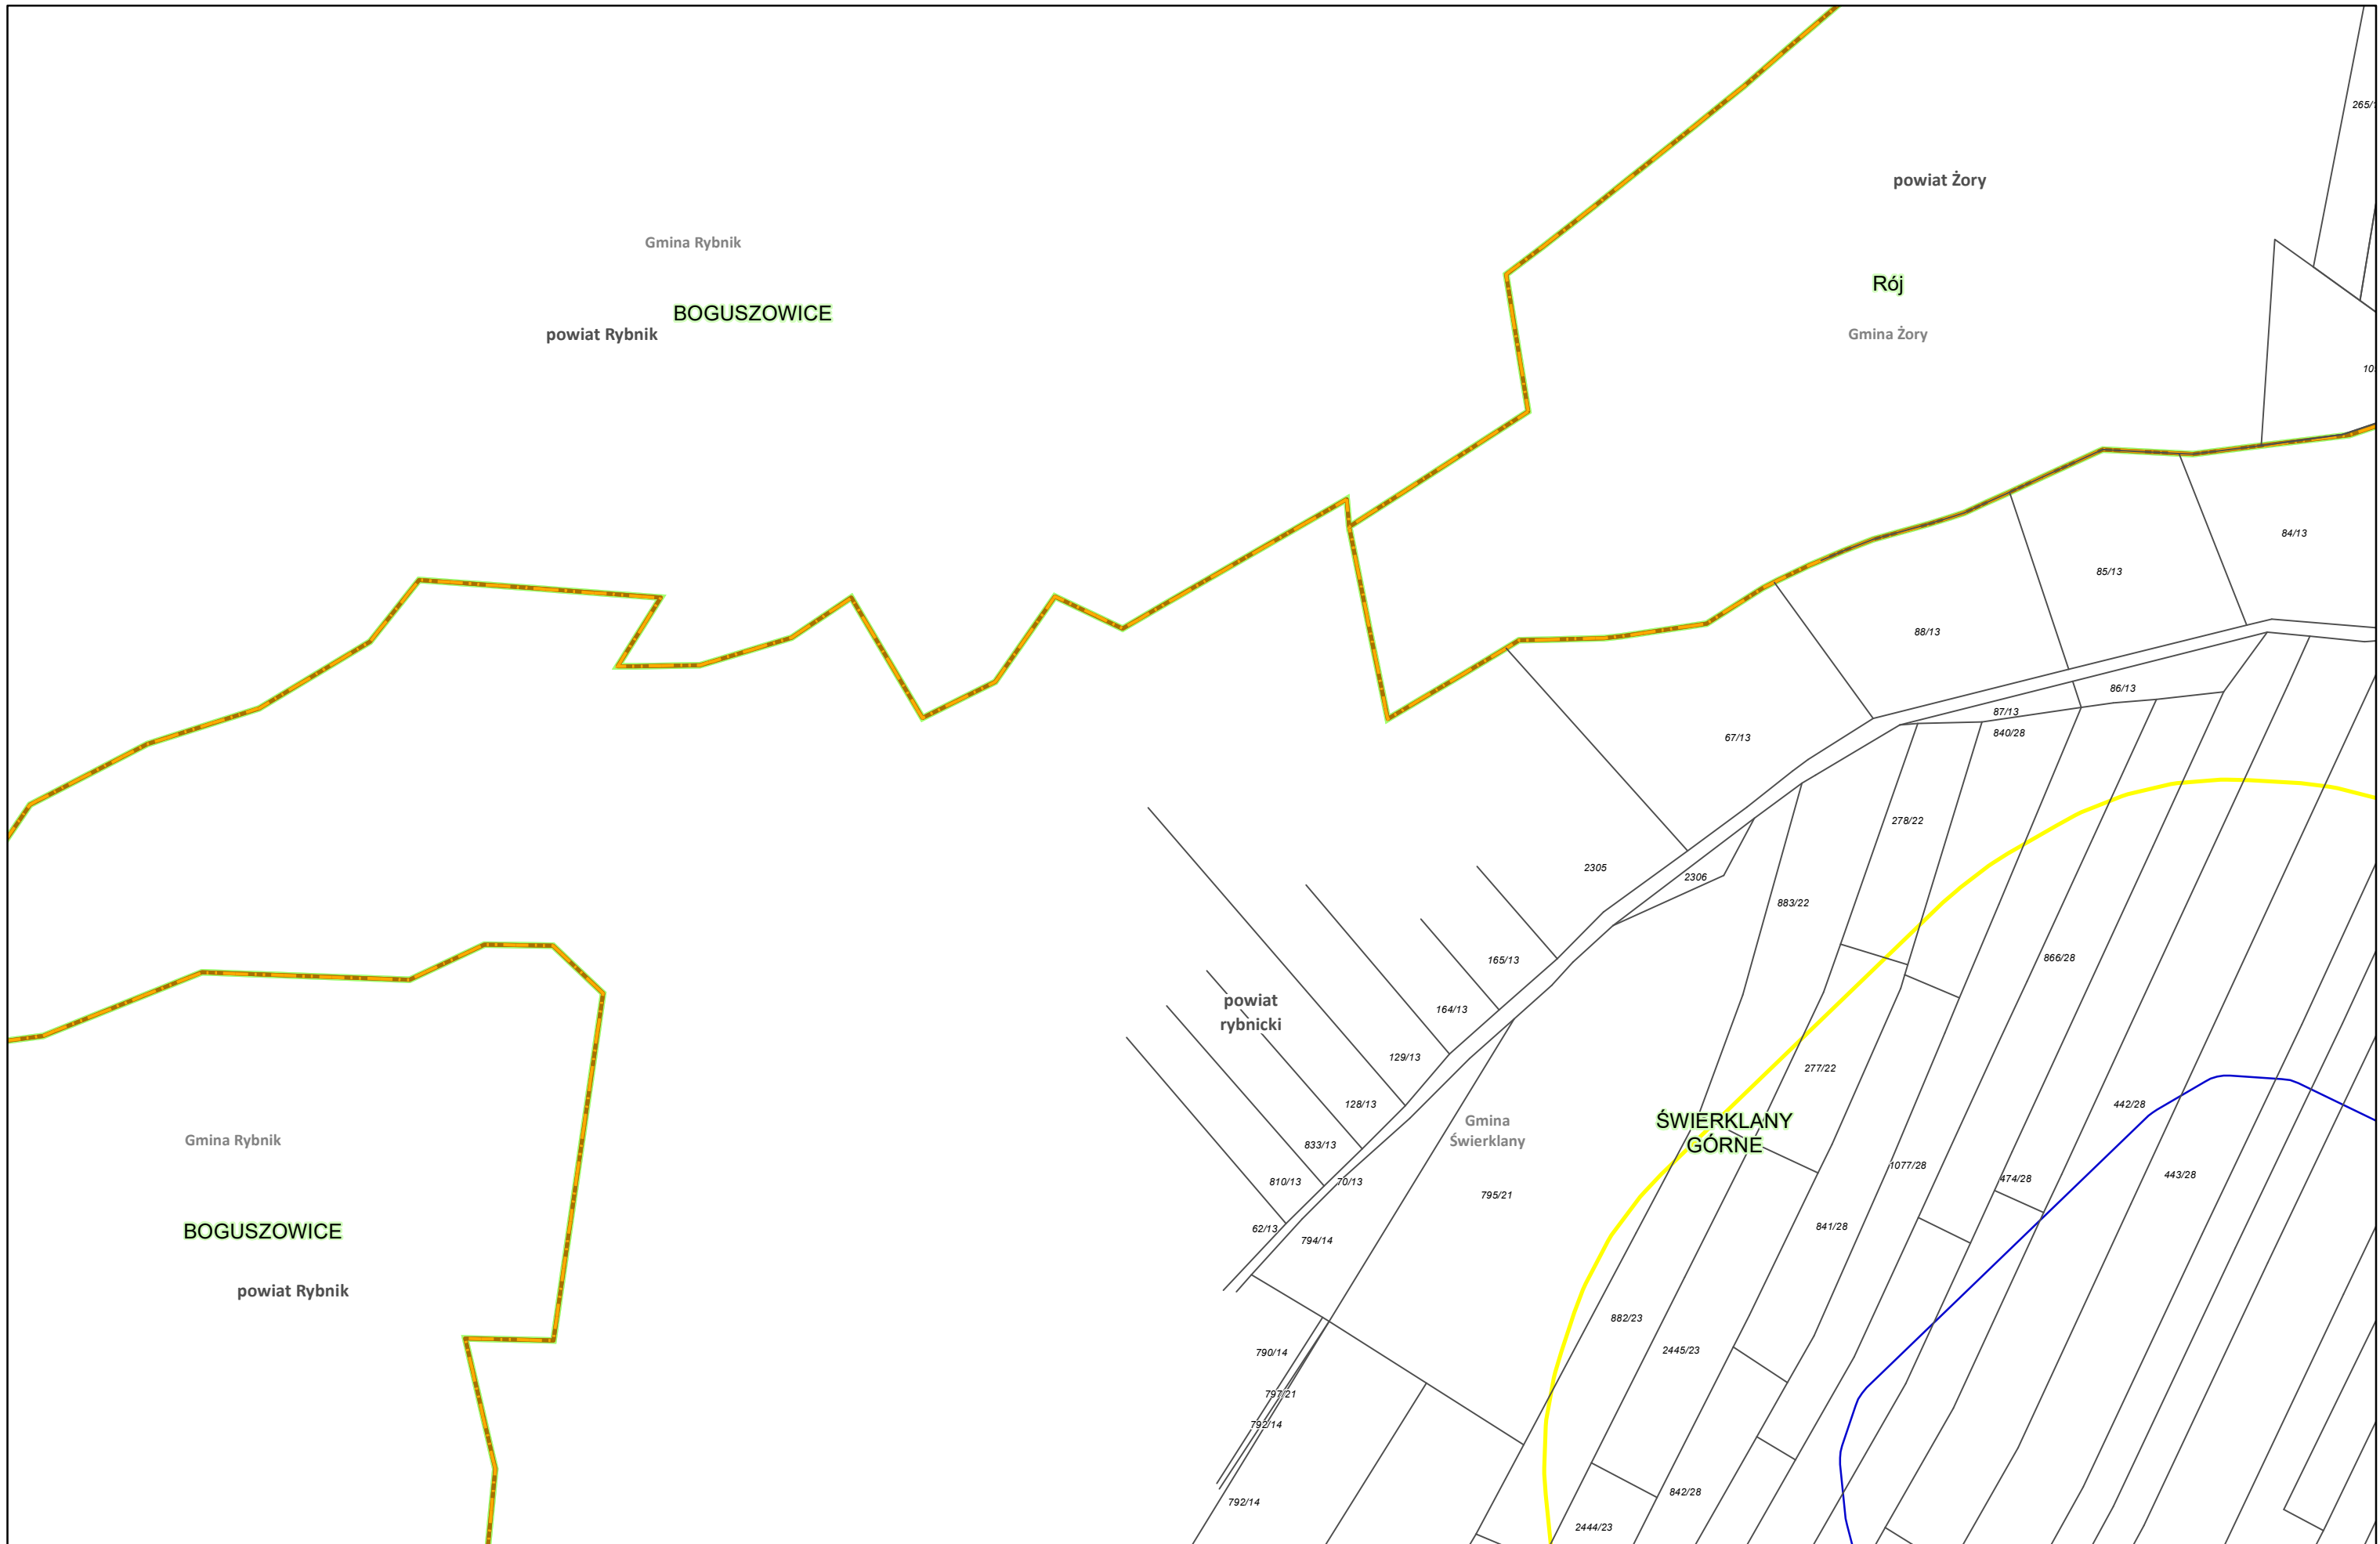 265/1
powiat Żory
Gmina Rybnik
Rój
BOGUSZOWICE
powiat Rybnik
Gmina Żory
10
84/13
85/13
88/13
86/13
87/13
840/28
67/13
278/22
2305
2306
883/22
165/13
866/28
powiat
rybnicki
164/13
129/13
277/22
128/13
442/28
Gmina
Świerklany
ŚWIERKLANY
GÓRNE
Gmina Rybnik
833/13
1077/28
443/28
474/28
810/13
70/13
795/21
BOGUSZOWICE
62/13
841/28
794/14
powiat Rybnik
882/23
790/14
2445/23
797/21
792/14
842/28
792/14
2444/23